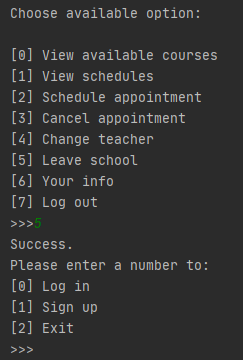 Choose available option:
[0] View available courses
[1] View schedules
[2] Schedule appointment
[3] Cancel appointment
[4] Change teacher
[5] Leave school
[6] Your info
[7] Log out
>>>5
Success.
Please enter a number to:
[0] Log in
[1] Sign up
[2] Exit
>>>